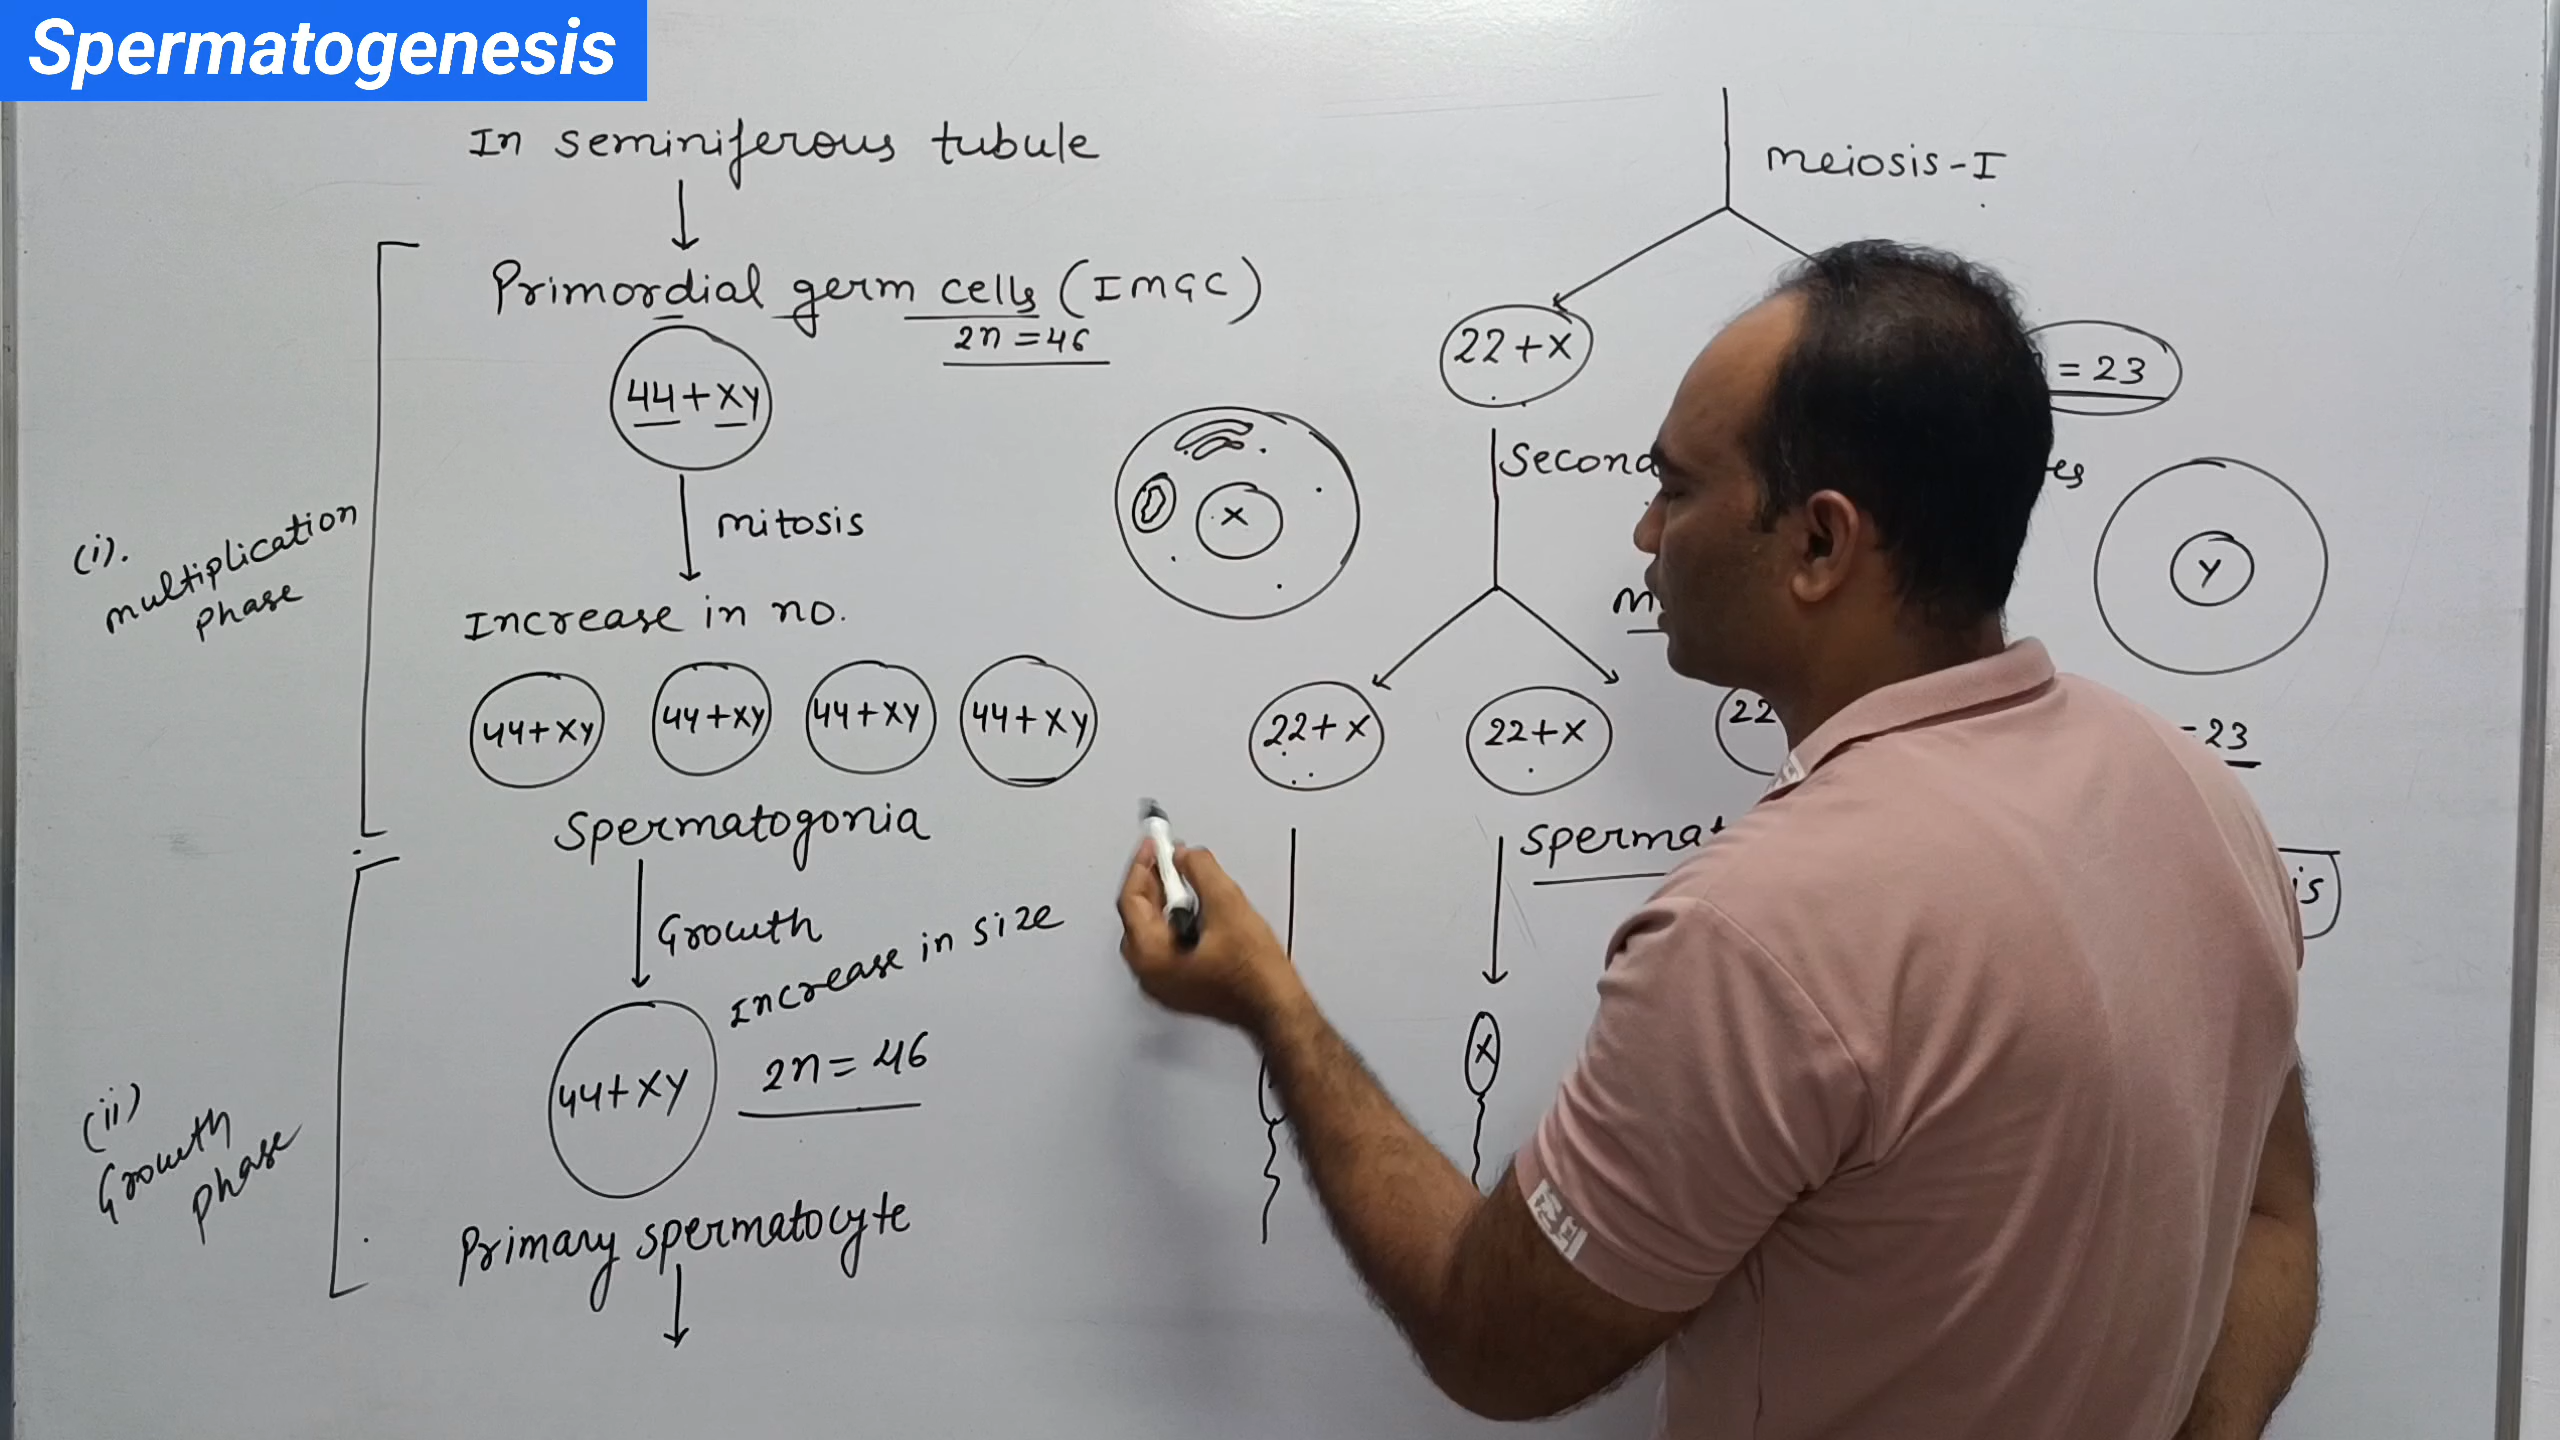 Spermatogenesis
In seminiferous tubule
Primordial germ cells (IMGC)
2n = 46
44+XY
mitosis
Increase in no.
44+XY 44+XY 44+XY 44+XY
Spermatogonia
Growth
Increase in size
44+XY
2n = 46
Primary spermatocyte
(i).
multiplication
phase
(ii)
Growth
phase
meiosis-I
22+X
= 23
X
Y
22+X 22+X 22
= 23
X